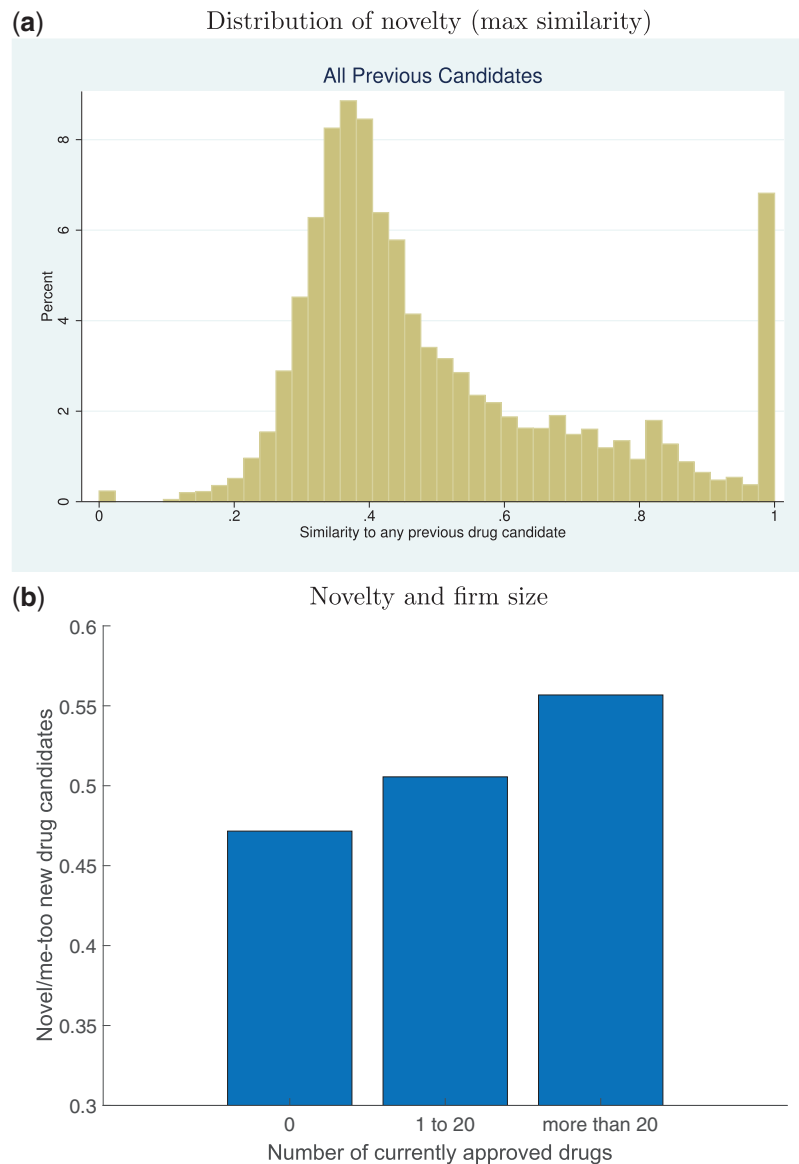 (a) Distribution of novelty (max similarity)
All Previous Candidates
Percent
8
6
4
2
0
0 .2 .4 .6 .8 1
Similarity to any previous drug candidate
(b) Novelty and firm size
Novel/me-too new drug candidates
0.6
0.55
0.5
0.45
0.4
0.35
0.3
0 1 to 20 more than 20
Number of currently approved drugs